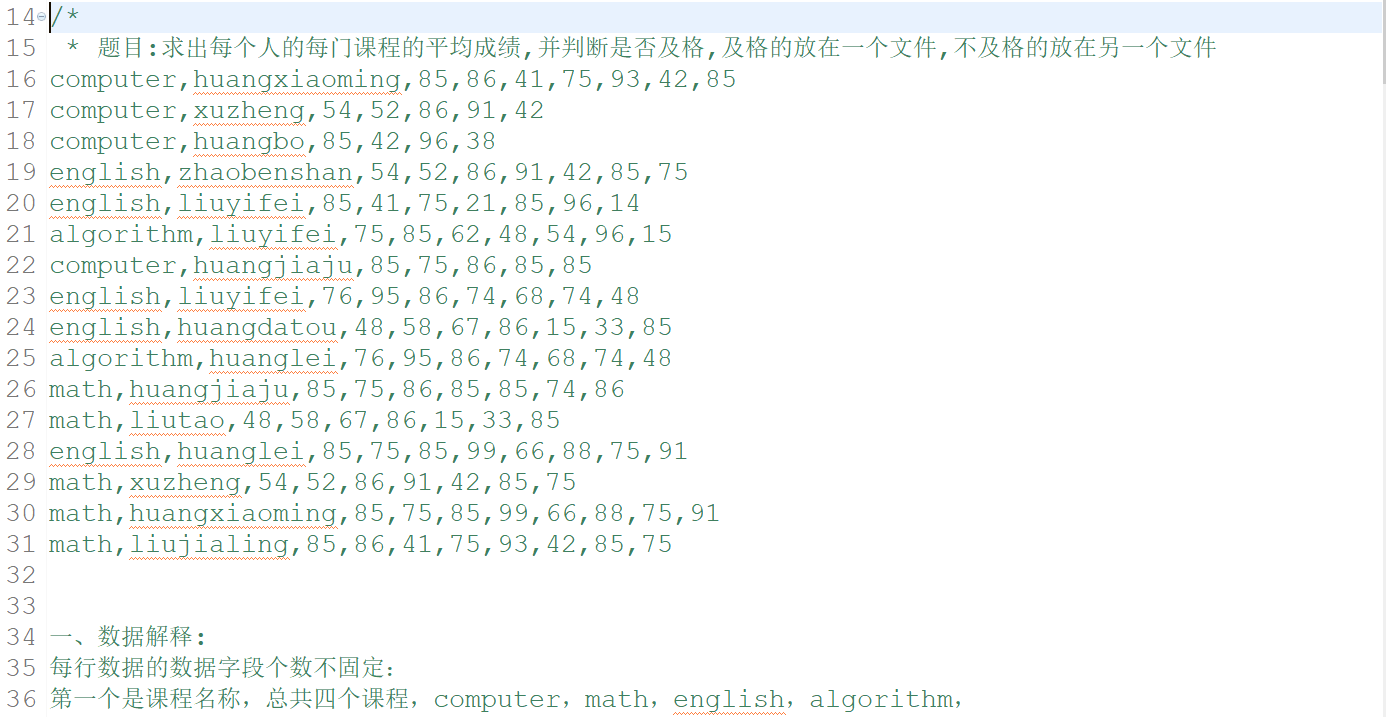 14 /*
15  * 题目:求出每个人的每门课程的平均成绩,并判断是否及格,及格的放在一个文件,不及格的放在另一个文件
16 computer,huangxiaoming,85,86,41,75,93,42,85
17 computer,xuzheng,54,52,86,91,42
18 computer,huangbo,85,42,96,38
19 english,zhaobenshan,54,52,86,91,42,85,75
20 english,liuyifei,85,41,75,21,85,96,14
21 algorithm,liuyifei,75,85,62,48,54,96,15
22 computer,huangjiaju,85,75,86,85,85
23 english,liuyifei,76,95,86,74,68,74,48
24 english,huangdatou,48,58,67,86,15,33,85
25 algorithm,huanglei,76,95,86,74,68,74,48
26 math,huangjiaju,85,75,86,85,85,74,86
27 math,liutao,48,58,67,86,15,33,85
28 english,huanglei,85,75,85,99,66,88,75,91
29 math,xuzheng,54,52,86,91,42,85,75
30 math,huangxiaoming,85,75,85,99,66,88,75,91
31 math,liujialing,85,86,41,75,93,42,85,75
32
33
34 一、数据解释:
35 每行数据的数据字段个数不固定:
36 第一个是课程名称，总共四个课程，computer，math，english，algorithm，